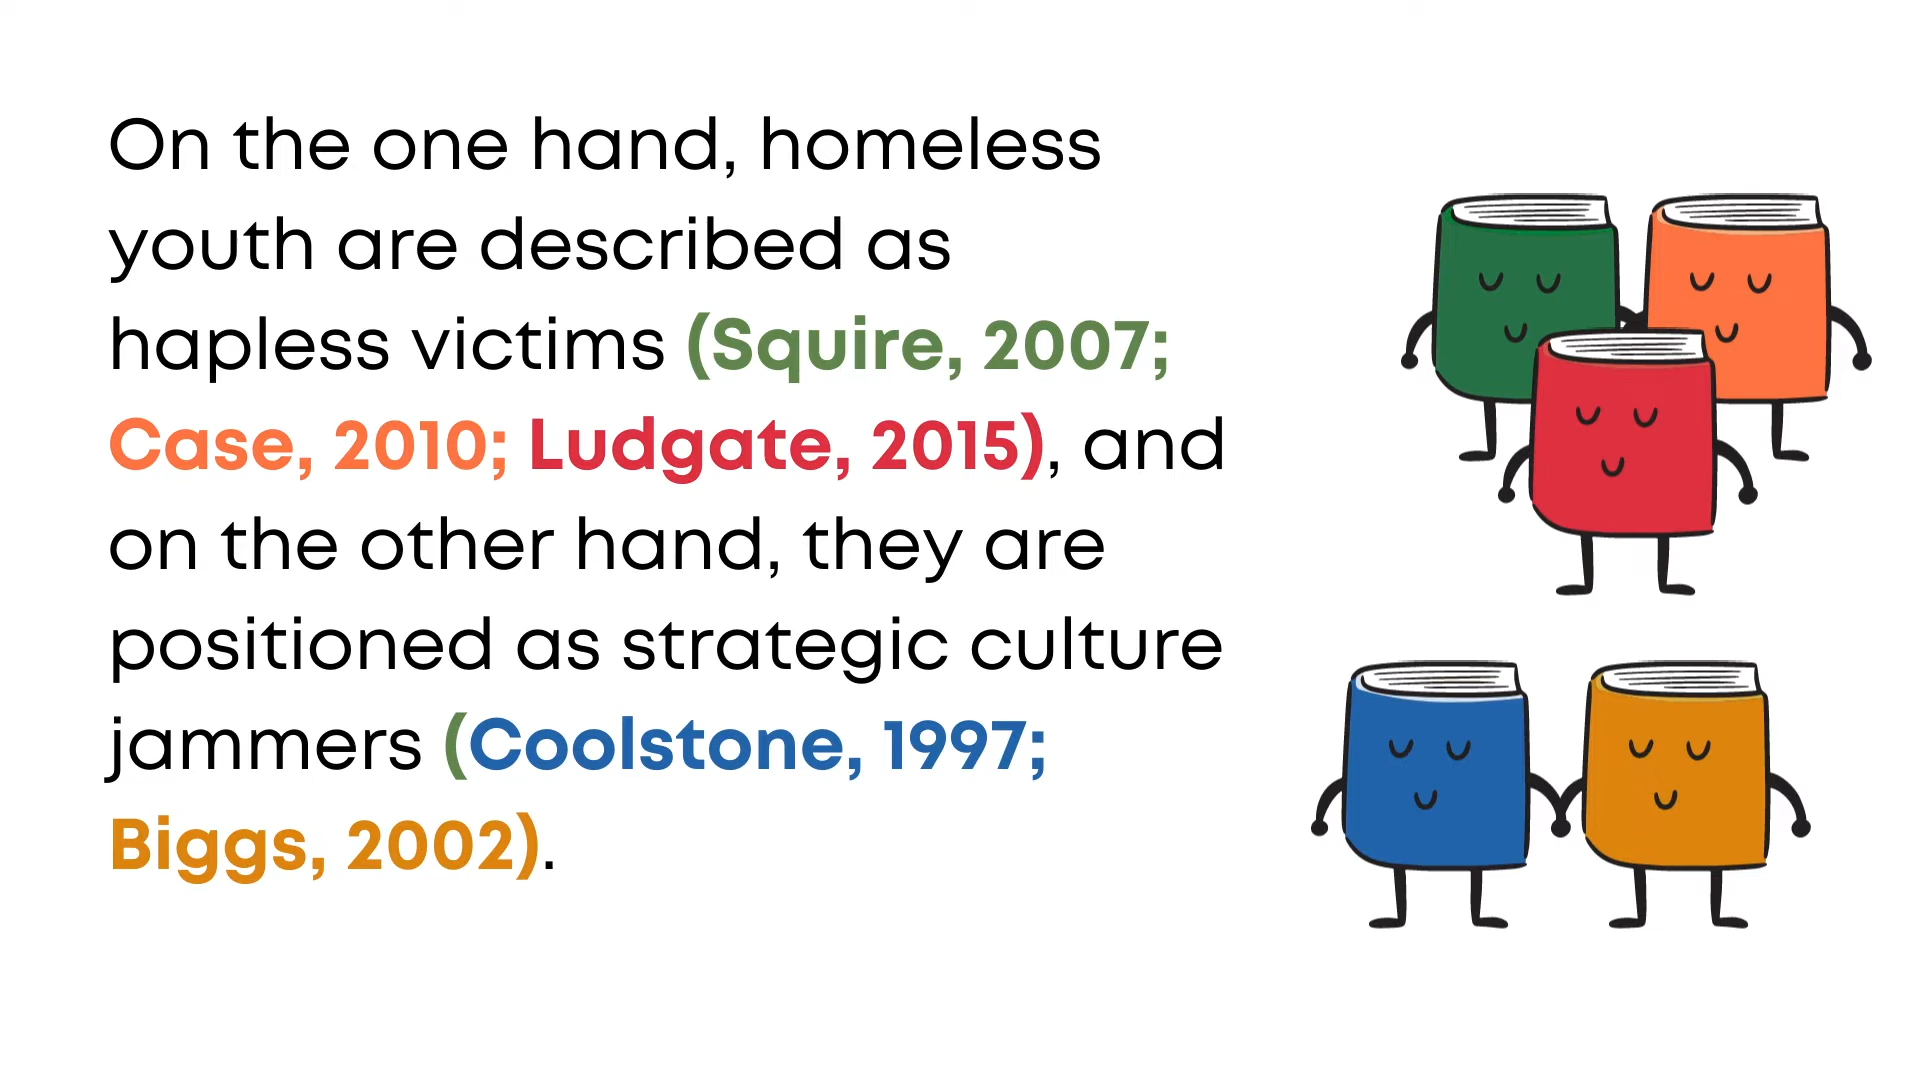 On the one hand, homeless
youth are described as
hapless victims (Squire, 2007;
Case, 2010; Ludgate, 2015), and
on the other hand, they are
positioned as strategic culture
jammers (Coolstone, 1997;
Biggs, 2002).